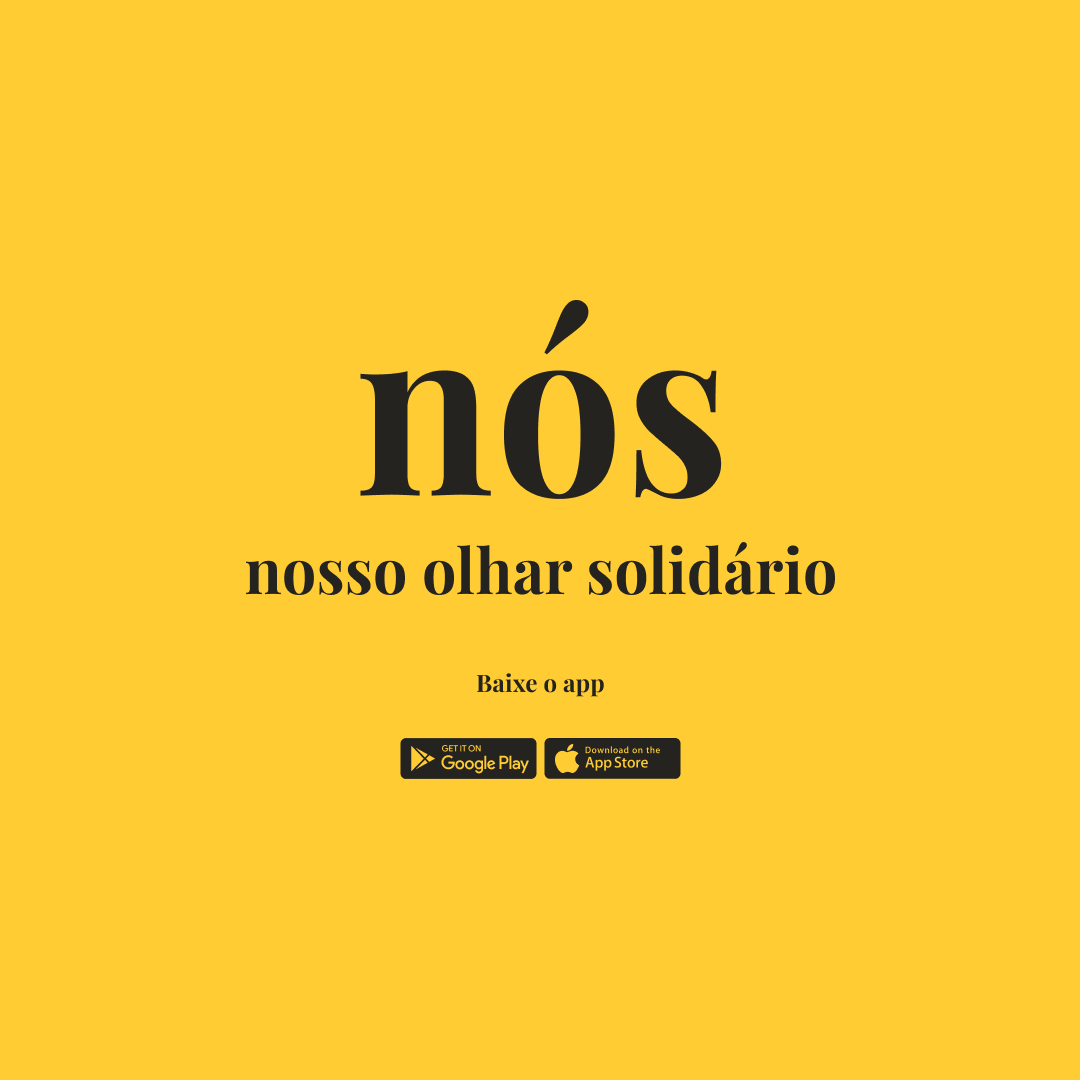 nós
nosso olhar solidário
Baixe o app
GET IT ON
Google Play
Download on the
App Store